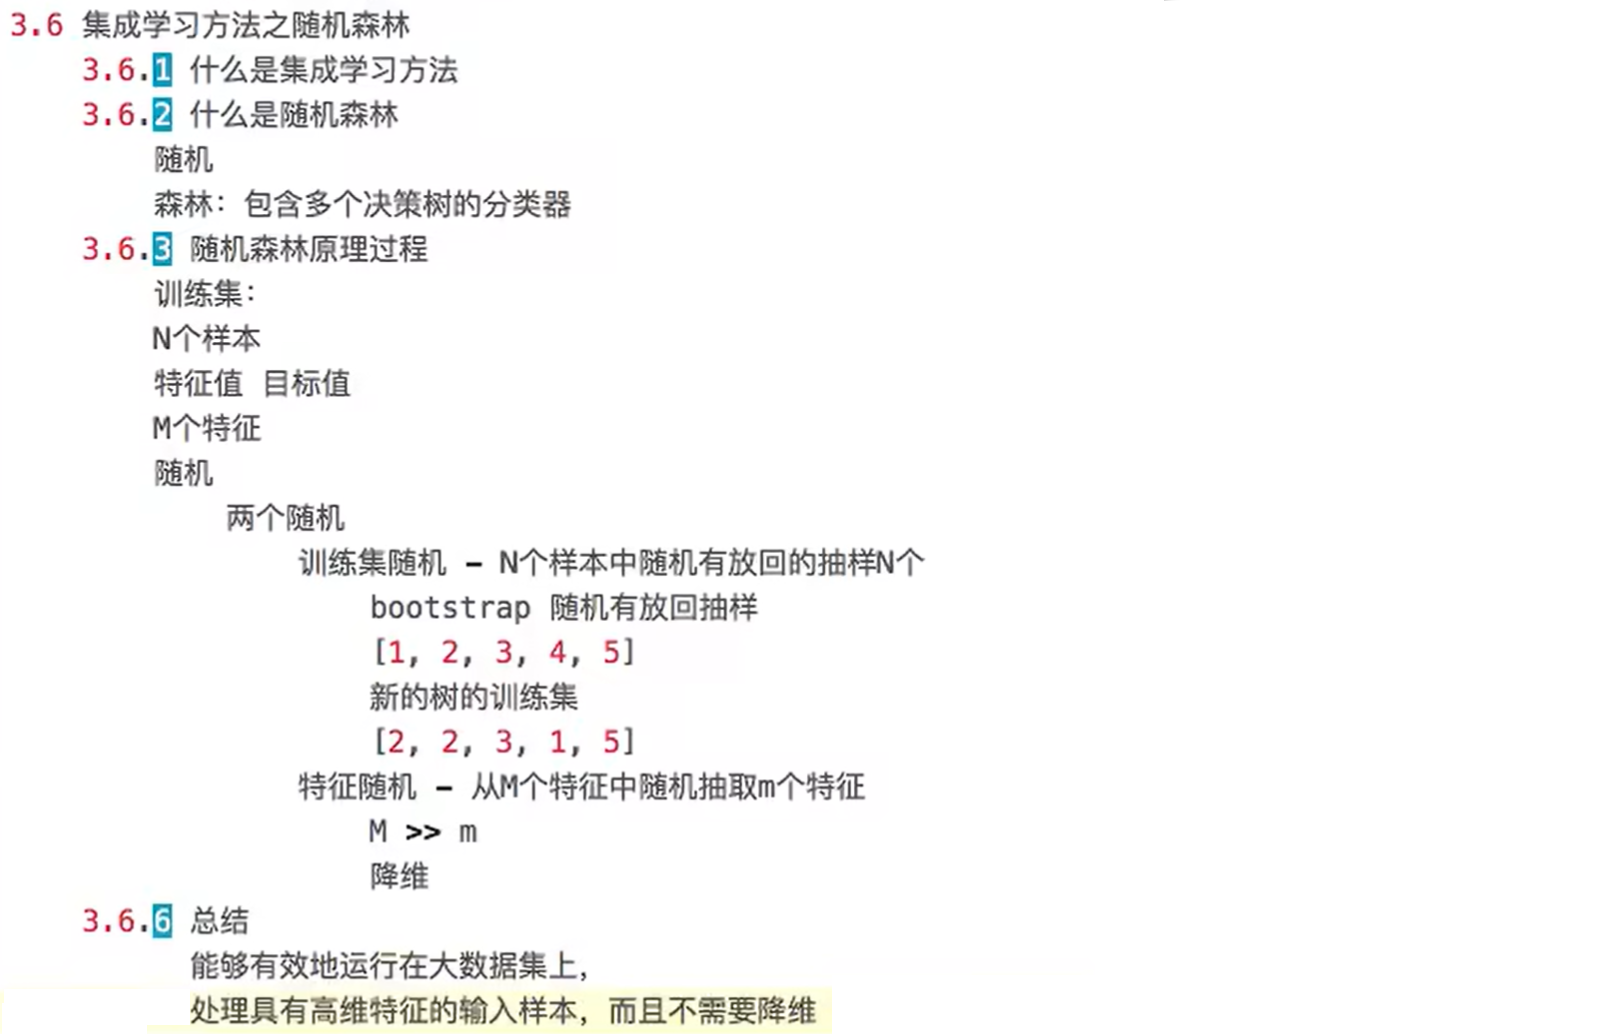 3.6 集成学习方法之随机森林
3.6.1 什么是集成学习方法
3.6.2 什么是随机森林
随机
森林：包含多个决策树的分类器
3.6.3 随机森林原理过程
训练集：
N个样本
特征值 目标值
M个特征
随机
两个随机
训练集随机 - N个样本中随机有放回的抽样N个
bootstrap 随机有放回抽样
[1, 2, 3, 4, 5]
新的树的训练集
[2, 2, 3, 1, 5]
特征随机 - 从M个特征中随机抽取m个特征
M >> m
降维
3.6.6 总结
能够有效地运行在大数据集上，
处理具有高维特征的输入样本，而且不需要降维